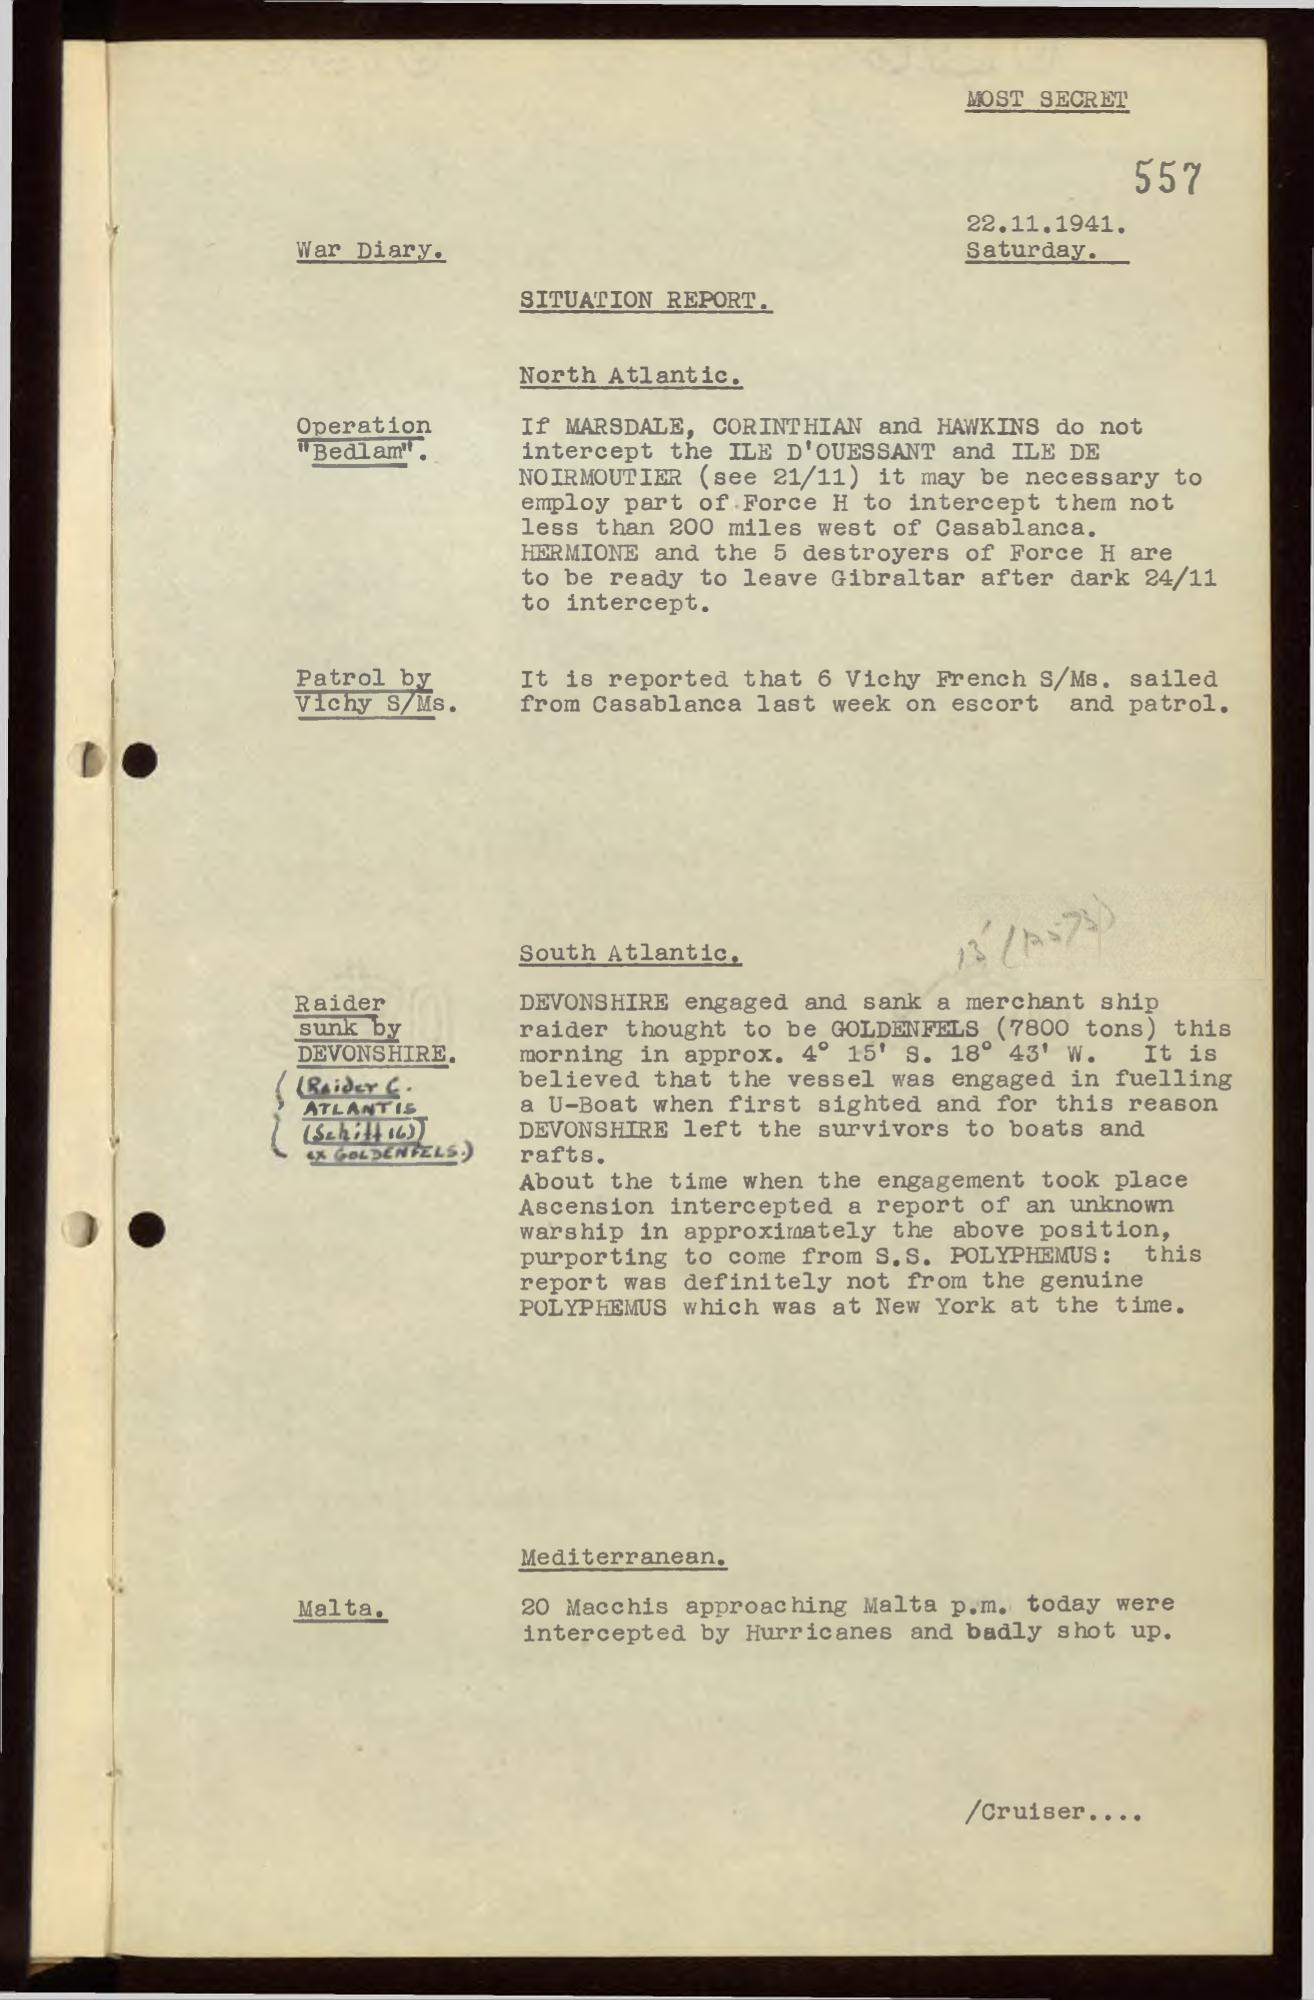 MOST SECRET
557
22.11.1941.
War Diary.
Saturday.
SITUATION REPORT.
North Atlantic.
Operation
"Bedlam".
If MARSDALE, CORINTHIAN and HAWKINS do not
intercept the ILE D'OUESSANT and ILE DE
NOIRMOUTIER (see 21/11) it may be necessary to
employ part of Force H to intercept them not
less than 200 miles west of Casablanca.
HERMIONE and the 5 destroyers of Force H are
to be ready to leave Gibraltar after dark 24/11
to intercept.
Patrol by
Vichy S/Ms.
It is reported that 6 Vichy French S/Ms. sailed
from Casablanca last week on escort and patrol.
South Atlantic.
Raider
sunk by
DEVONSHIRE.
(Raider C.
ATLANTIS
(Schiff 16)
ex GOLDENFELS.)
DEVONSHIRE engaged and sank a merchant ship
raider thought to be GOLDENFELS (7800 tons) this
morning in approx. 4° 15' S. 18° 43' W. It is
believed that the vessel was engaged in fuelling
a U-Boat when first sighted and for this reason
DEVONSHIRE left the survivors to boats and
rafts.
About the time when the engagement took place
Ascension intercepted a report of an unknown
warship in approximately the above position,
purporting to come from S.S. POLYPHEMUS: this
report was definitely not from the genuine
POLYPHEMUS which was at New York at the time.
Mediterranean.
Malta.
20 Macchis approaching Malta p.m. today were
intercepted by Hurricanes and badly shot up.
/Cruiser....